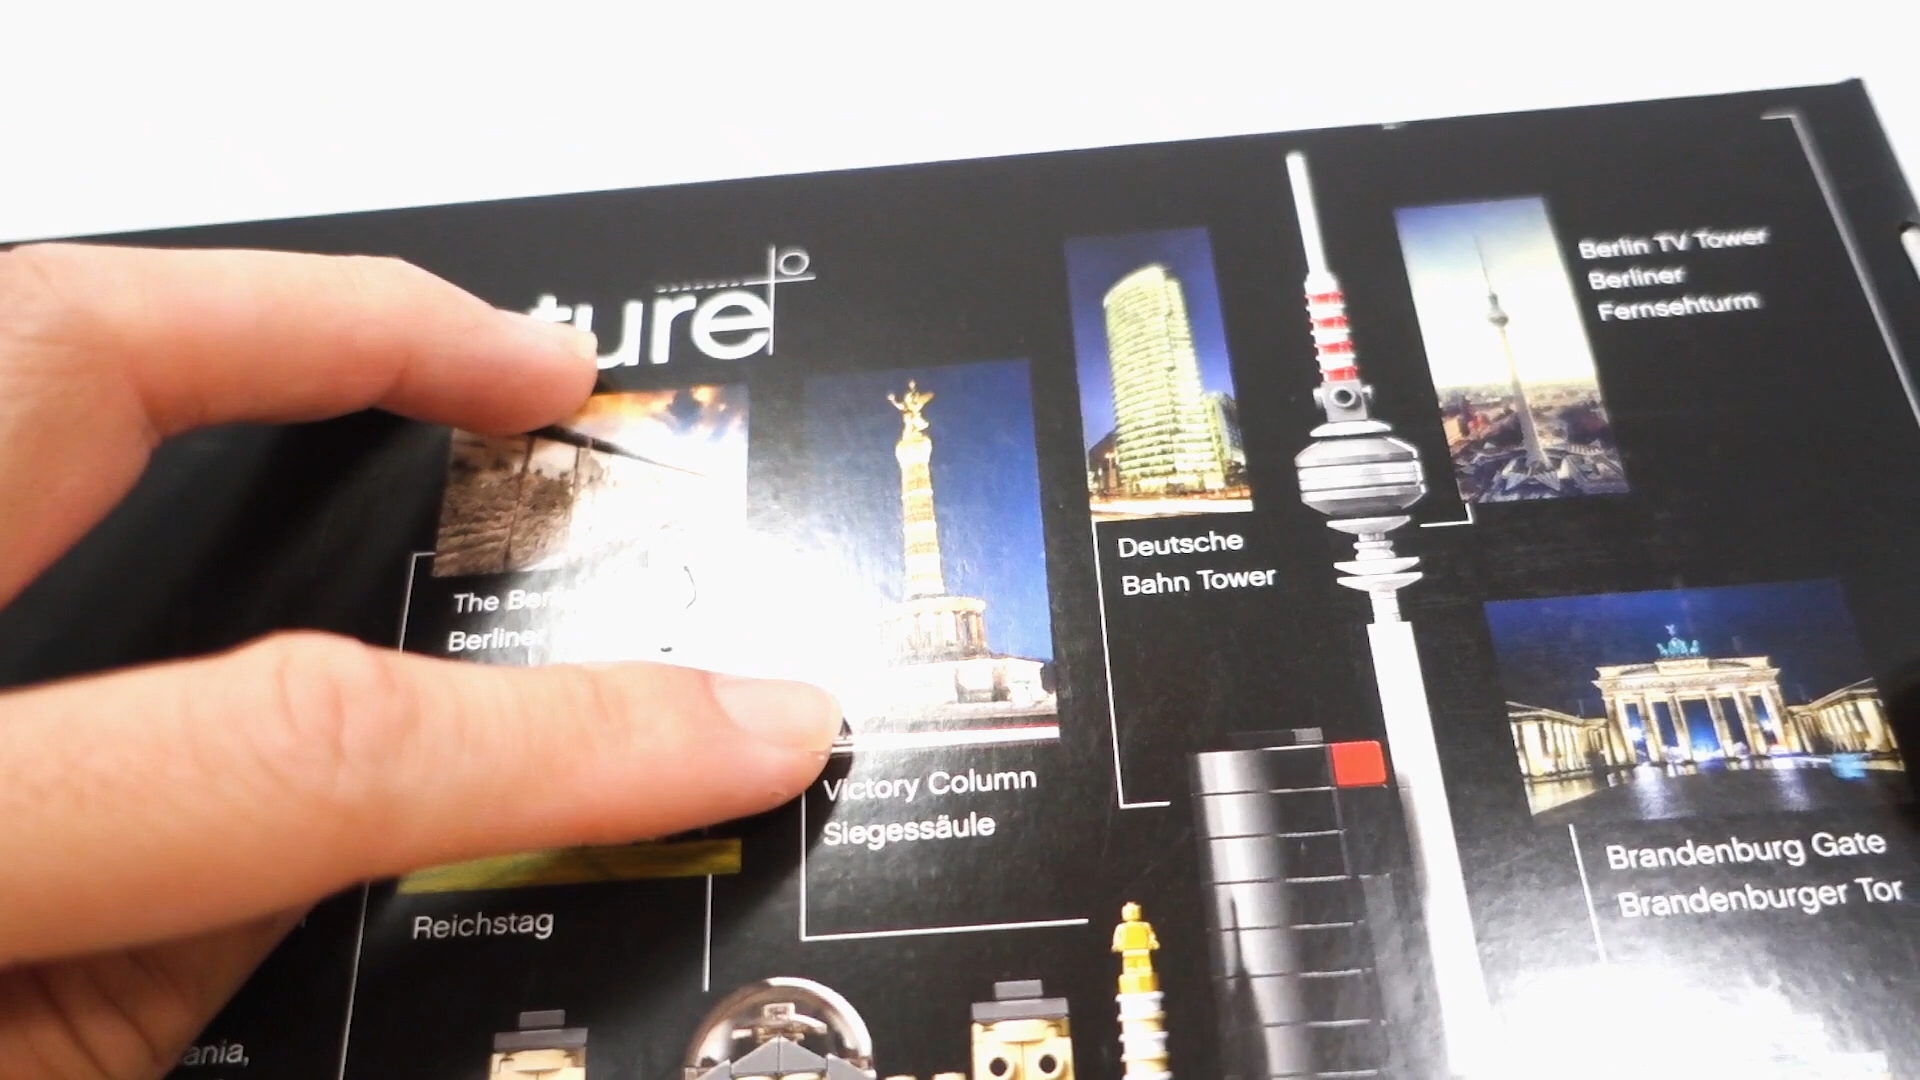 ture
Berlin TV Tower
Berliner
Fernsehturm
Deutsche
Bahn Tower
The
Berliner
Victory Column
Siegessäule
Brandenburg Gate
Brandenburger Tor
Reichstag
ania,